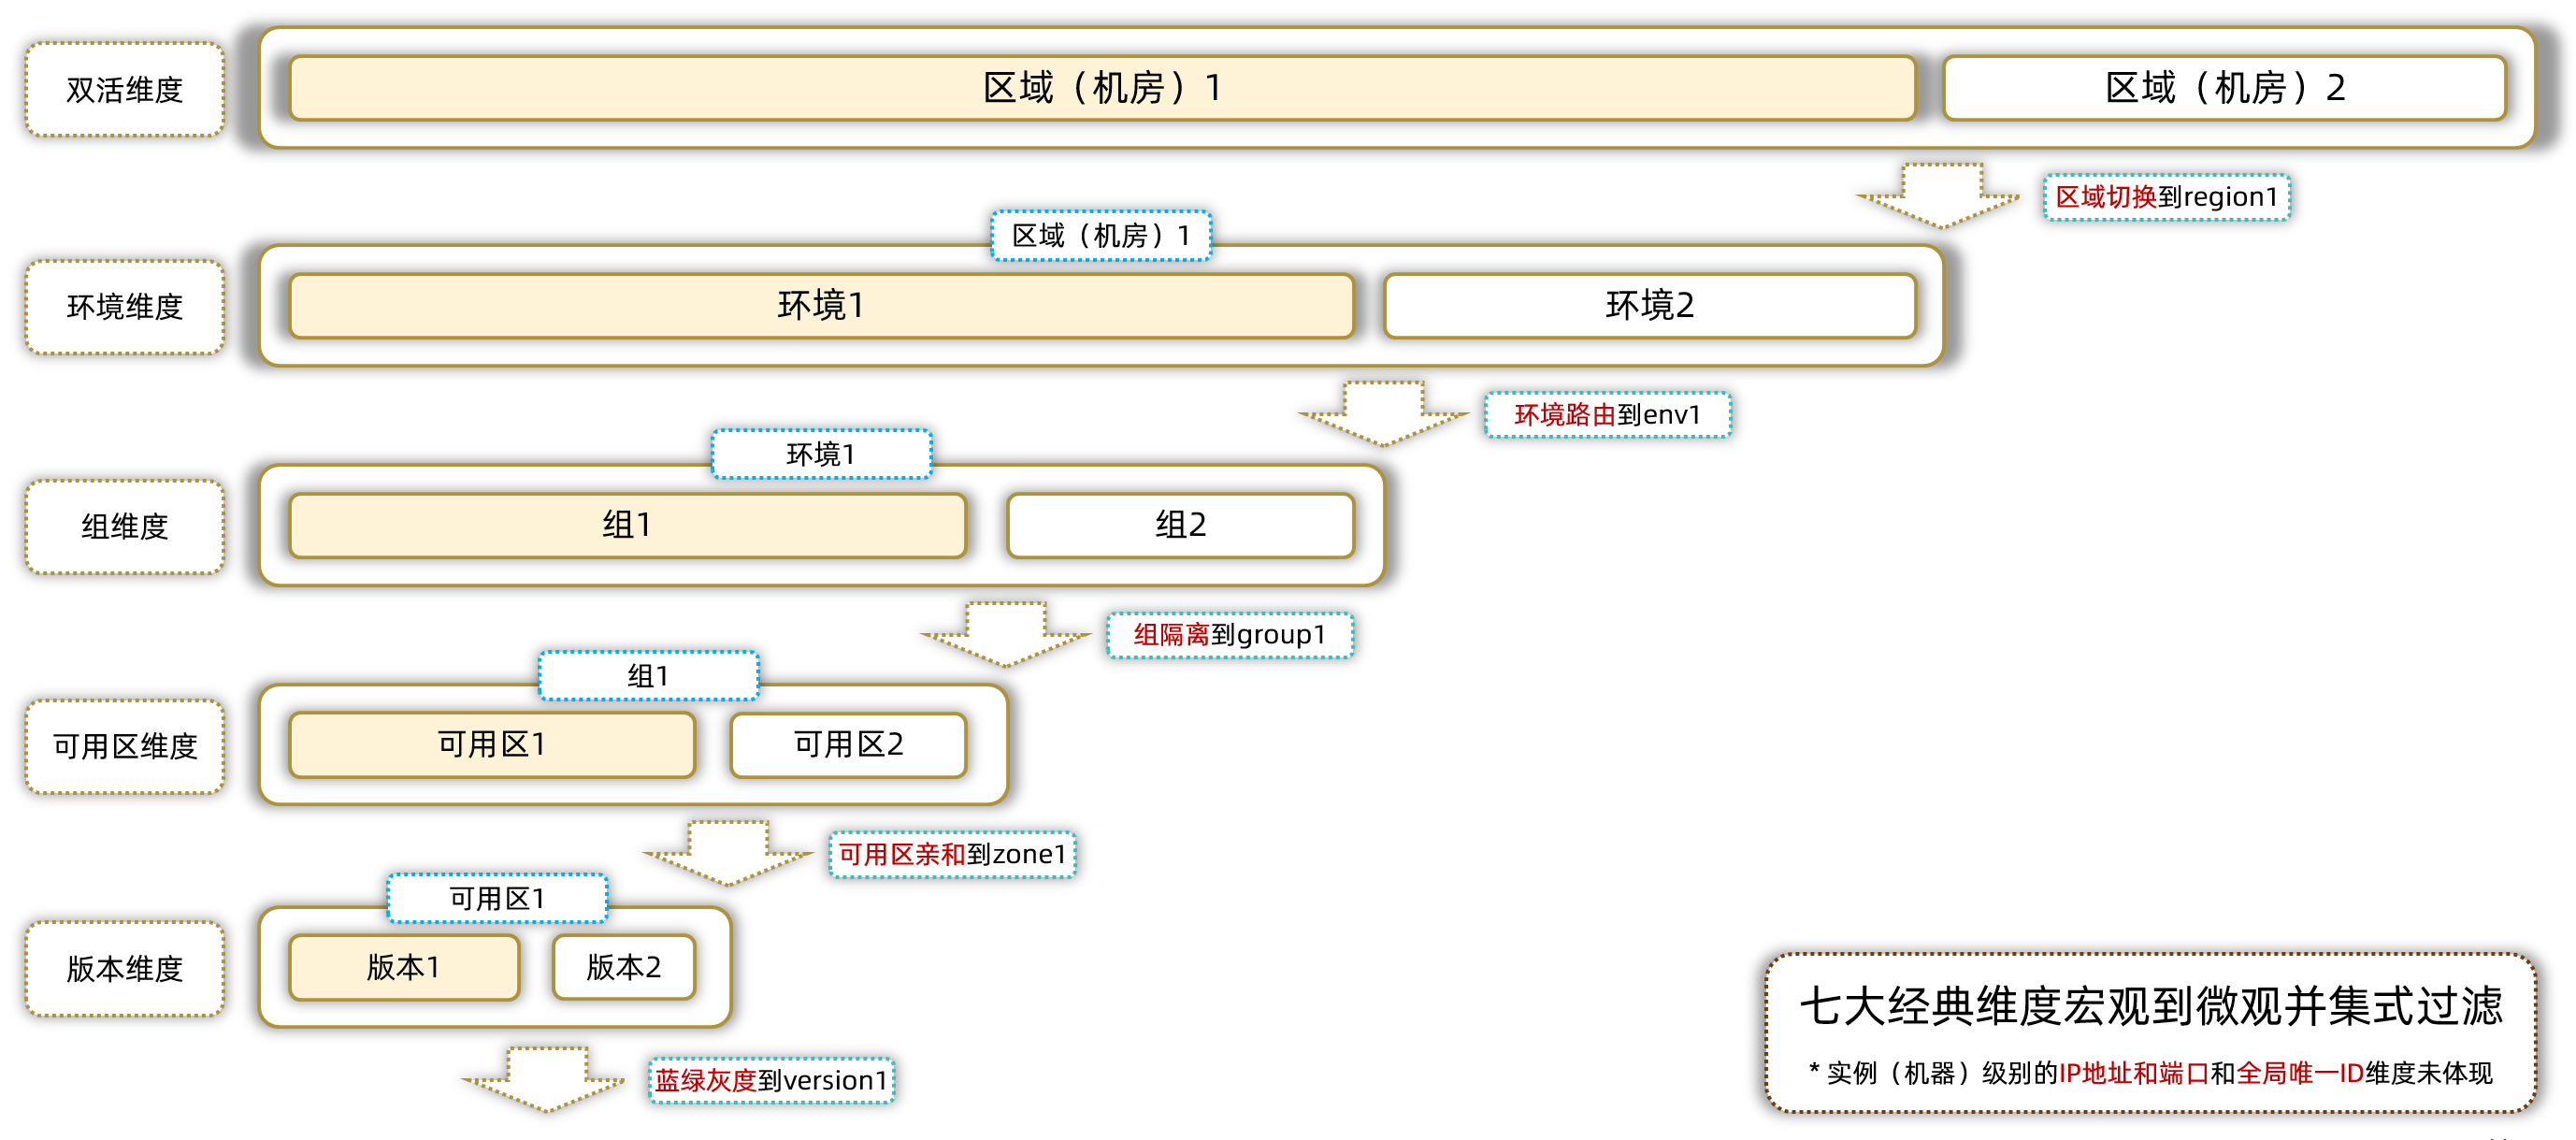 双活维度
区域（机房）1
区域（机房）2
区域切换到region1
区域（机房）1
环境维度
环境1
环境2
环境路由到env1
环境1
组维度
组1
组2
组隔离到group1
组1
可用区维度
可用区1
可用区2
可用区亲和到zone1
可用区1
版本维度
版本1
版本2
蓝绿灰度到version1
七大经典维度宏观到微观并集式过滤
* 实例（机器）级别的IP地址和端口和全局唯一ID维度未体现